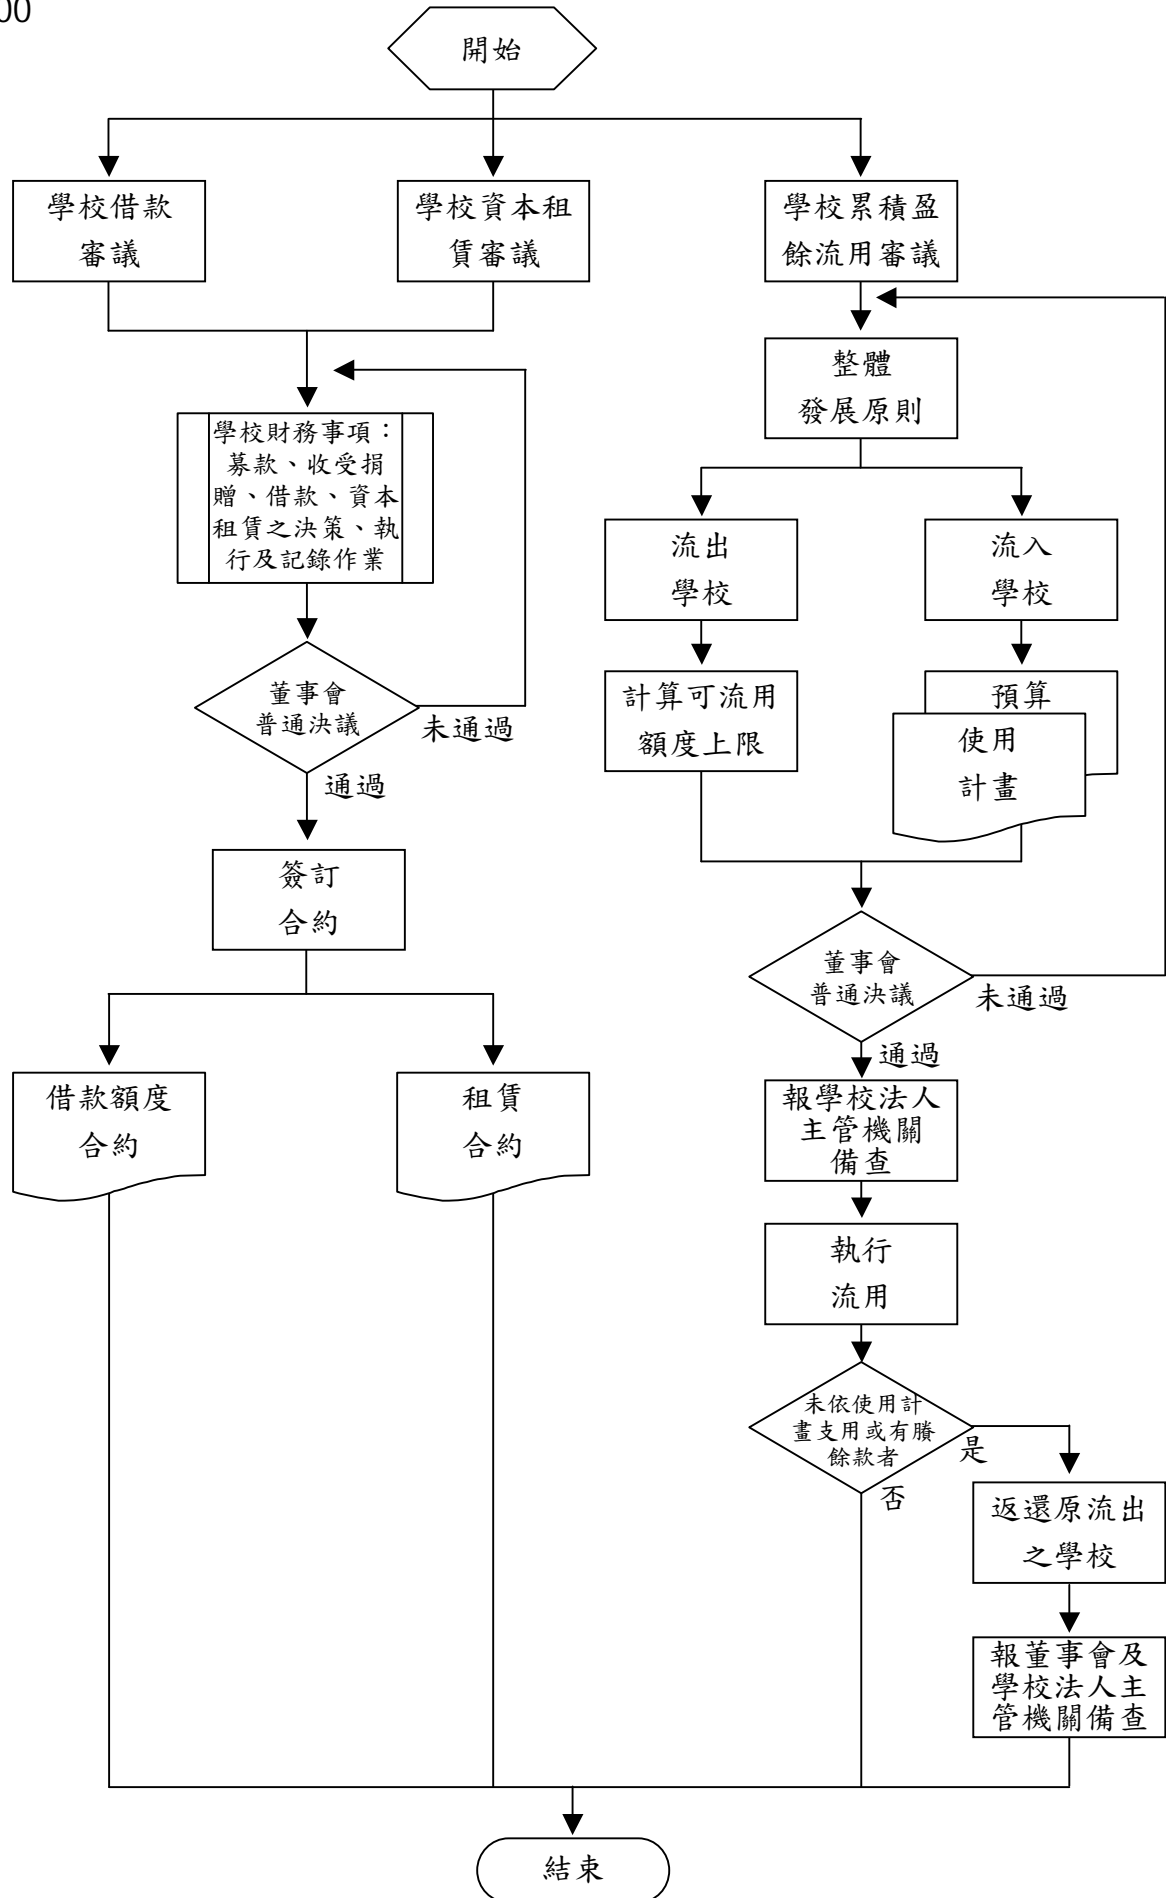 00
開始
學校借款
審議
學校資本租
賃審議
學校累積盈
餘流用審議
整體
發展原則
學校財務事項：
募款、收受捐
贈、借款、資本
租賃之決策、執
行及記錄作業
流出
學校
流入
學校
董事會
普通決議
未通過
通過
計算可流用
額度上限
預算
使用
計畫
簽訂
合約
董事會
普通決議
未通過
通過
借款額度
合約
租賃
合約
報學校法人
主管機關
備查
執行
流用
未依使用計
畫支用或有賸
餘款者
是
否
返還原流出
之學校
報董事會及
學校法人主
管機關備查
結束